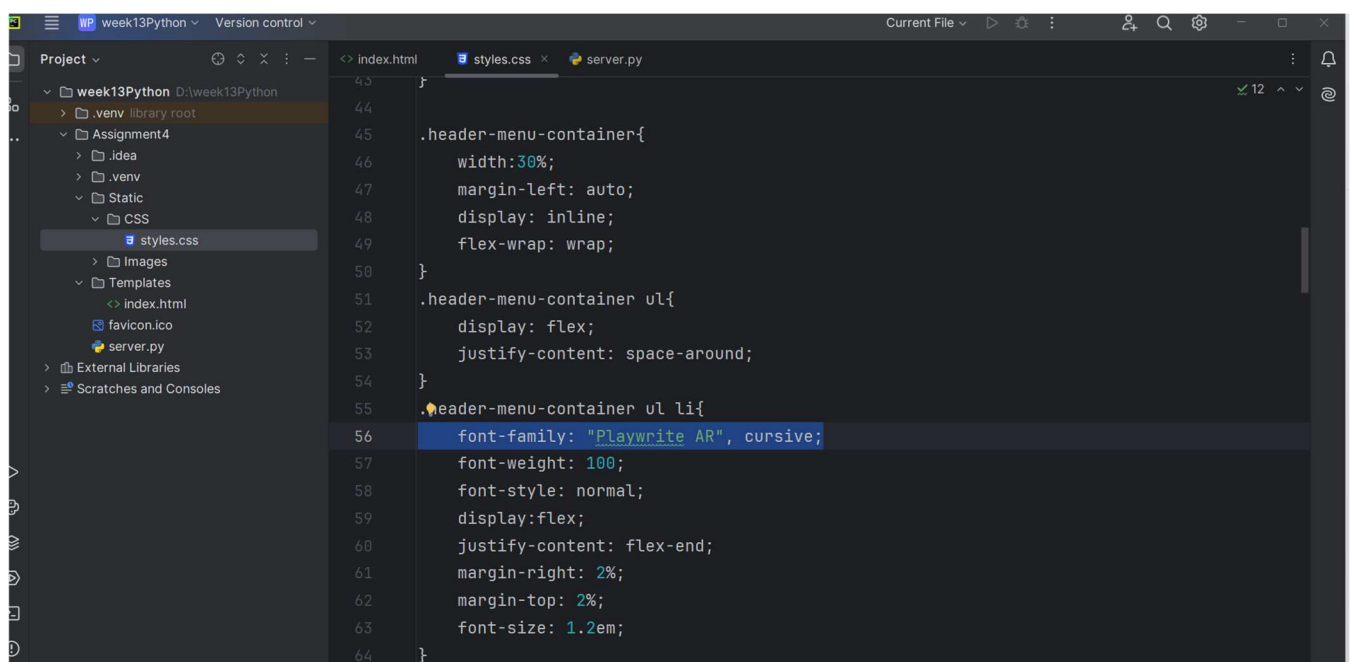 WP week13Python Version control Current File
Project
index.html styles.css server.py
12
week13Python D:\week13Python
.venv library root
Assignment4
.idea
.venv
Static
CSS
styles.css
Images
Templates
index.html
favicon.ico
server.py
External Libraries
Scratches and Consoles
43 }
44
45 .header-menu-container{
46 width:30%;
47 margin-left: auto;
48 display: inline;
49 flex-wrap: wrap;
50 }
51 .header-menu-container ul{
52 display: flex;
53 justify-content: space-around;
54 }
55 .header-menu-container ul li{
56 font-family: "Playwrite AR", cursive;
57 font-weight: 100;
58 font-style: normal;
59 display:flex;
60 justify-content: flex-end;
61 margin-right: 2%;
62 margin-top: 2%;
63 font-size: 1.2em;
64 }